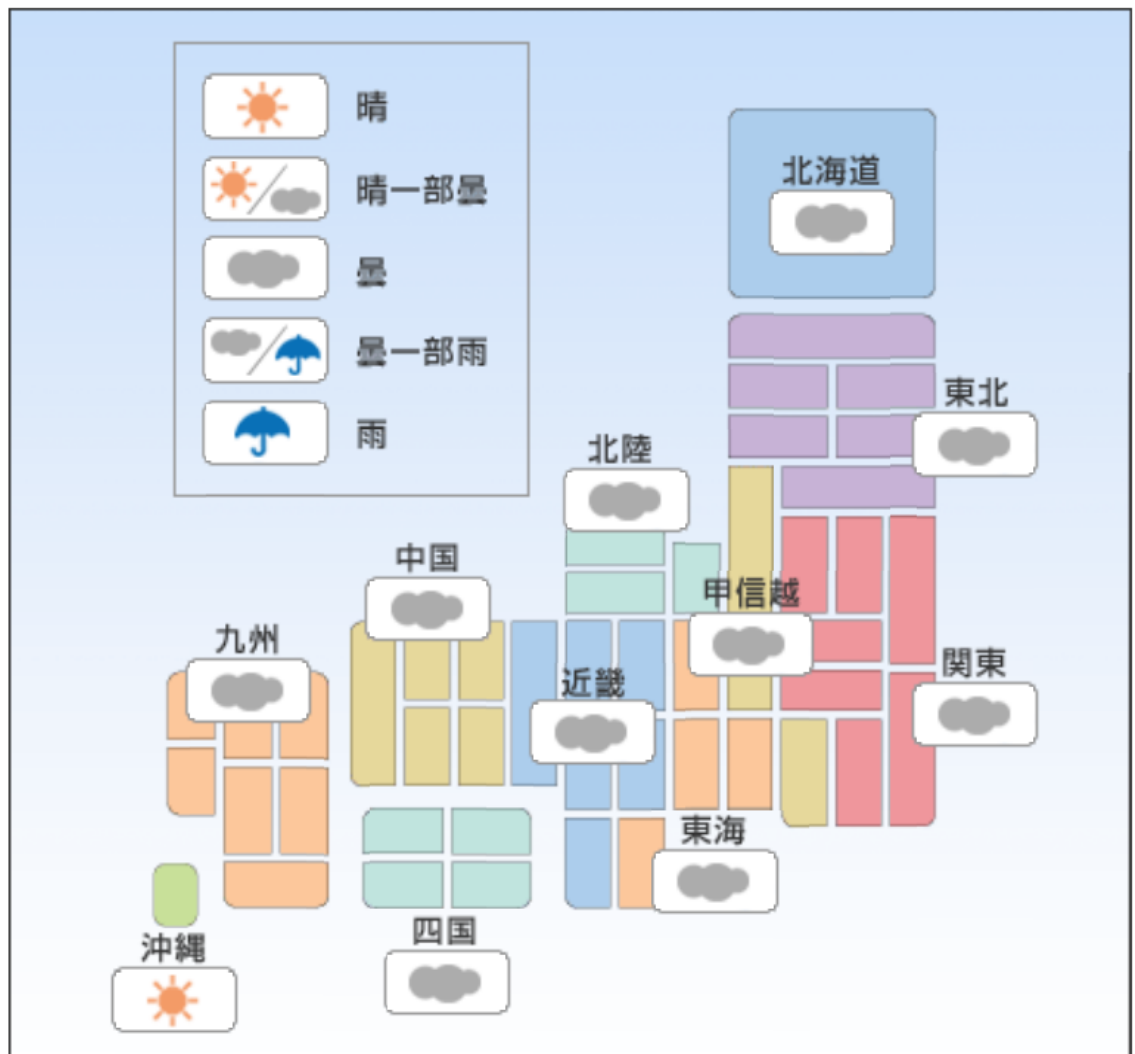 晴
晴一部曇
曇
曇一部雨
雨
北海道
東北
北陸
中国
甲信越
九州
関東
近畿
東海
四国
沖縄